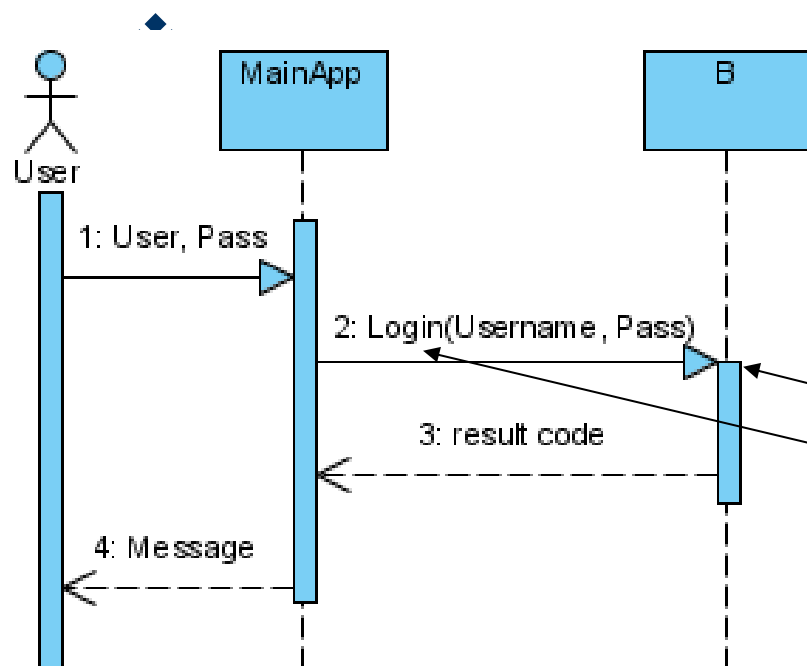 MainApp
B
User
1: User, Pass
2: Login(Username, Pass)
3: result code
4: Message